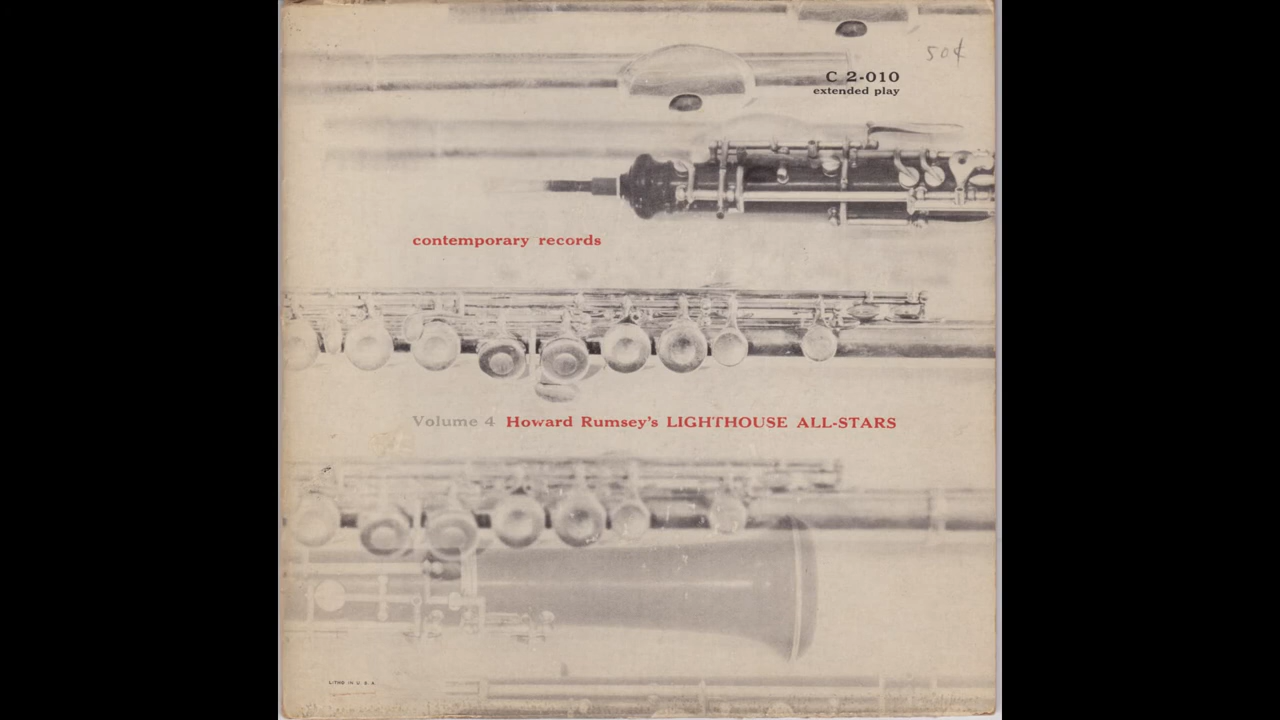 50¢
C 2-010
extended play
contemporary records
Volume 4 Howard Rumsey's LIGHTHOUSE ALL-STARS
LITHO IN U. S. A.